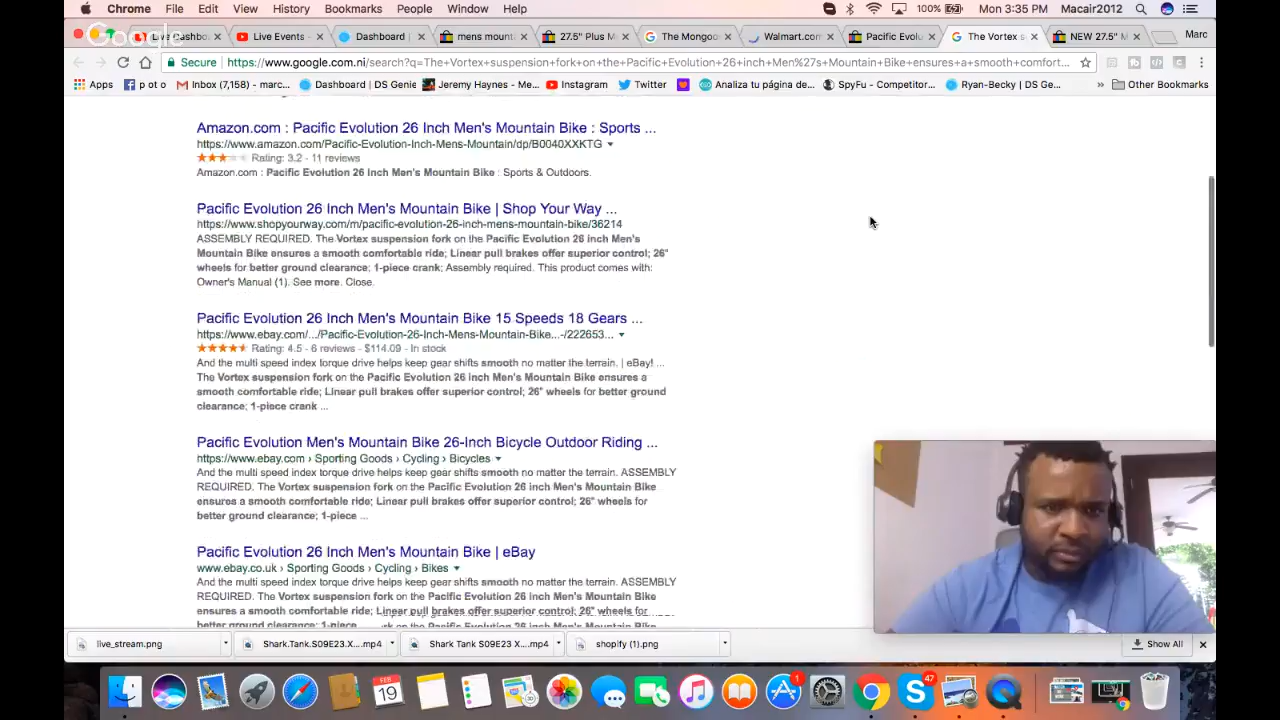 Chrome File Edit View History Bookmarks People Window Help 100% Mon 3:35 PM Macair2012
Google
Live Dashboa
Live Events -
Dashboard |
mens mount
27.5" Plus M
The Mongoo
Walmart.com
Pacific Evolu
The Vortex s
NEW 27.5" M
Marc
Secure https://www.google.com.ni/search?q=The+Vortex+suspension+fork+on+the+Pacific+Evolution+26+inch+Men%27s+Mountain+Bike+ensures+a+smooth+comfort...
Apps p o t o Inbox (7,158) - marc... Dashboard | DS Genie Jeremy Haynes - Me... Instagram Twitter Analiza tu página de... SpyFu - Competitor... Ryan-Becky | DS Ge... » Other Bookmarks
Amazon.com : Pacific Evolution 26 Inch Men's Mountain Bike : Sports ...
https://www.amazon.com/Pacific-Evolution-Inch-Mens-Mountain/dp/B0040XXKTG
Rating: 3.2 - 11 reviews
Amazon.com : Pacific Evolution 26 Inch Men's Mountain Bike : Sports & Outdoors.
Pacific Evolution 26 Inch Men's Mountain Bike | Shop Your Way ...
https://www.shopyourway.com/m/pacific-evolution-26-inch-mens-mountain-bike/36214
ASSEMBLY REQUIRED. The Vortex suspension fork on the Pacific Evolution 26 inch Men's
Mountain Bike ensures a smooth comfortable ride; Linear pull brakes offer superior control; 26"
wheels for better ground clearance; 1-piece crank; Assembly required. This product comes with:
Owner's Manual (1). See more. Close.
Pacific Evolution 26 Inch Men's Mountain Bike 15 Speeds 18 Gears ...
https://www.ebay.com/.../Pacific-Evolution-26-Inch-Mens-Mountain-Bike...-/222653...
Rating: 4.5 - 6 reviews - $114.09 - In stock
And the multi speed index torque drive helps keep gear shifts smooth no matter the terrain. | eBay! ...
The Vortex suspension fork on the Pacific Evolution 26 inch Men's Mountain Bike ensures a
smooth comfortable ride; Linear pull brakes offer superior control; 26" wheels for better ground
clearance; 1-piece crank ...
Pacific Evolution Men's Mountain Bike 26-Inch Bicycle Outdoor Riding ...
https://www.ebay.com › Sporting Goods › Cycling › Bicycles
And the multi speed index torque drive helps keep gear shifts smooth no matter the terrain. ASSEMBLY
REQUIRED. The Vortex suspension fork on the Pacific Evolution 26 inch Men's Mountain Bike
ensures a smooth comfortable ride; Linear pull brakes offer superior control; 26" wheels for
better ground clearance; 1-piece ...
Pacific Evolution 26 Inch Men's Mountain Bike | eBay
www.ebay.co.uk › Sporting Goods › Cycling › Bikes
And the multi speed index torque drive helps keep gear shifts smooth no matter the terrain. ASSEMBLY
REQUIRED. The Vortex suspension fork on the Pacific Evolution 26 inch Men's Mountain Bike
ensures a smooth comfortable ride; Linear pull brakes offer superior control; 26" wheels for
better ground clearance; 1-piece
live_stream.png
Shark.Tank.S09E23.X....mp4
Shark Tank S09E23 X....mp4
shopify (1).png
Show All
FEB
19
1
47